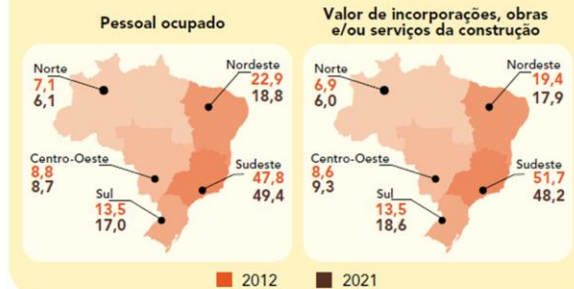 Pessoal ocupado
Norte
7,1
6,1
Nordeste
22,9
18,8
Centro-Oeste
8,8
8,7
Sudeste
47,8
49,4
Sul
13,5
17,0
Valor de incorporações, obras
e/ou serviços da construção
Norte
6,9
6,0
Nordeste
19,4
17,9
Centro-Oeste
8,6
9,3
Sudeste
51,7
48,2
Sul
13,5
18,6
2012 2021